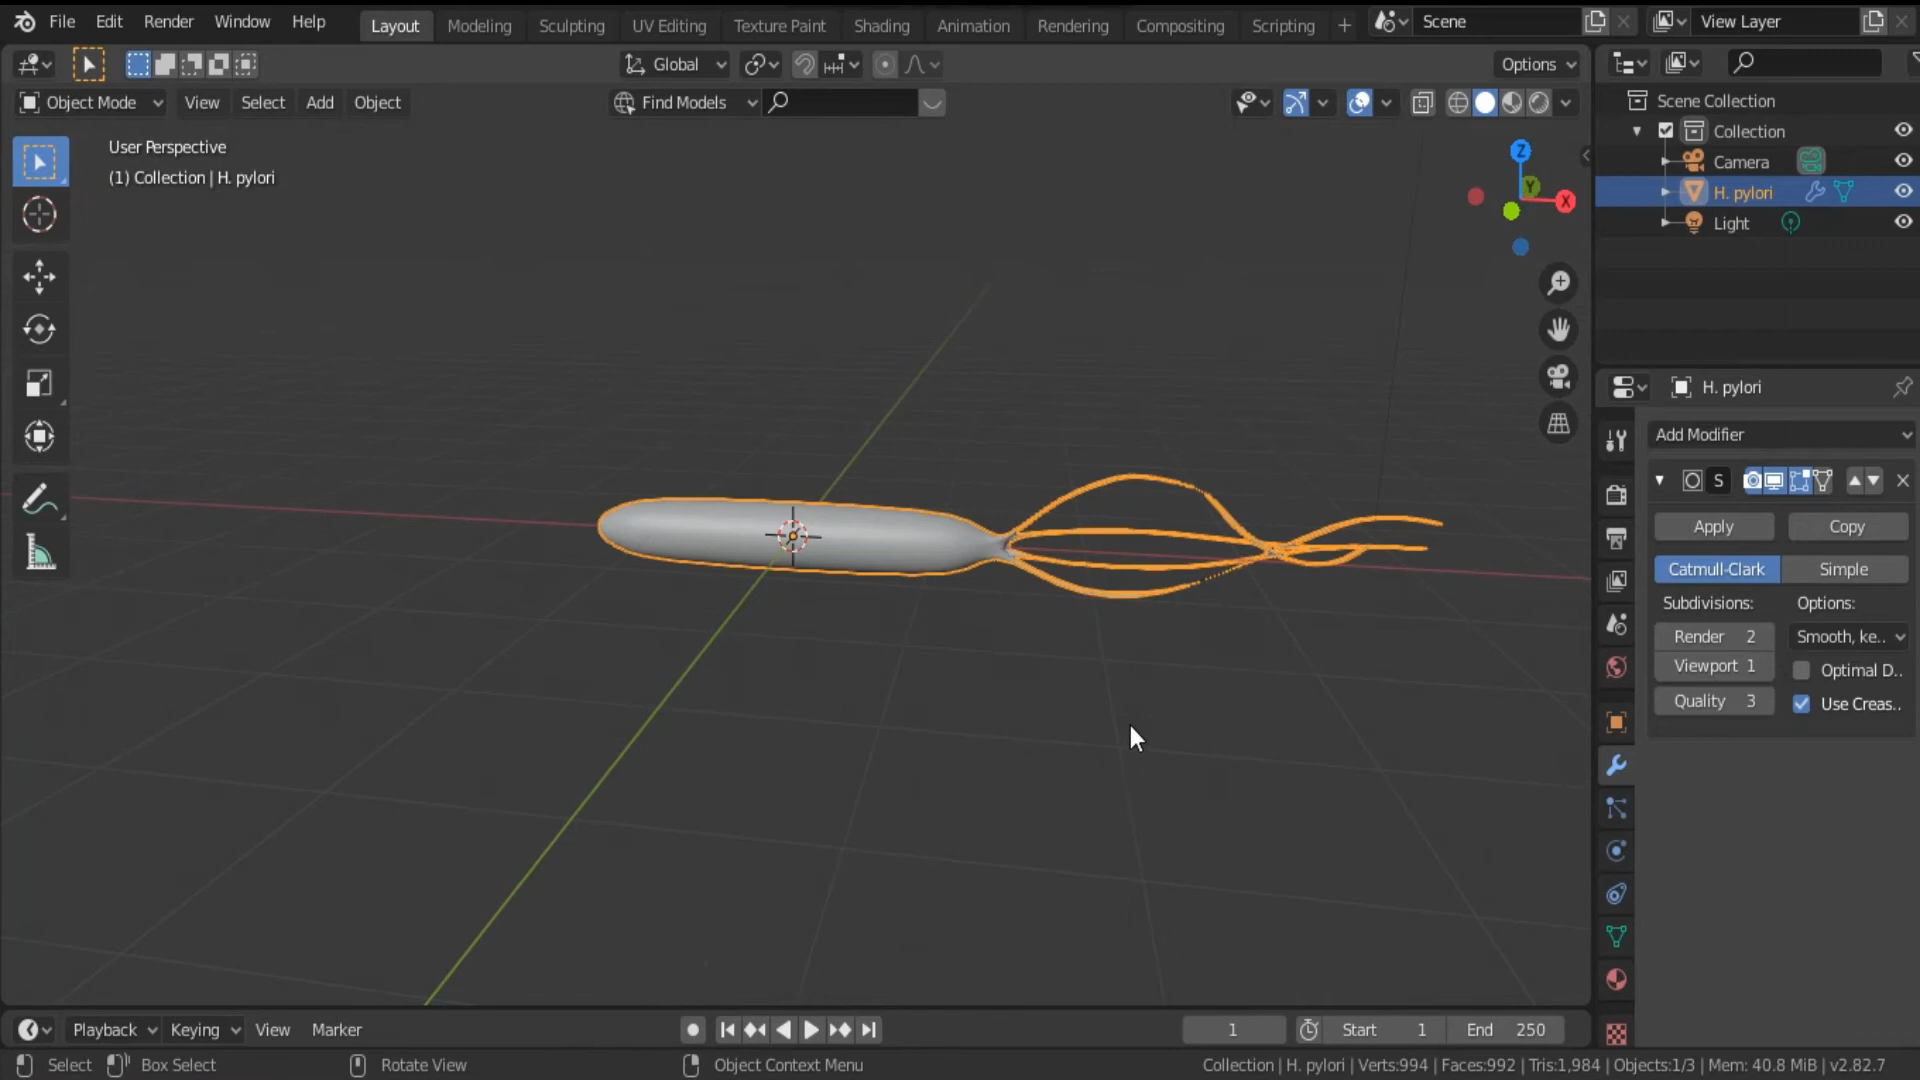 File Edit Render Window Help Layout Modeling Sculpting UV Editing Texture Paint Shading Animation Rendering Compositing Scripting + Scene View Layer
Global Options
Object Mode View Select Add Object Find Models
User Perspective
(1) Collection | H. pylori
Z
Y
X
Scene Collection
Collection
Camera
H. pylori
Light
H. pylori
Add Modifier
S
Apply Copy
Catmull-Clark Simple
Subdivisions: Options:
Render 2 Smooth, ke..
Viewport 1 Optimal D..
Quality 3 Use Creas..
Playback Keying View Marker 1 Start 1 End 250
Select Box Select Rotate View Object Context Menu Collection | H. pylori | Verts:994 | Faces:992 | Tris:1,984 | Objects:1/3 | Mem: 40.8 MiB | v2.82.7